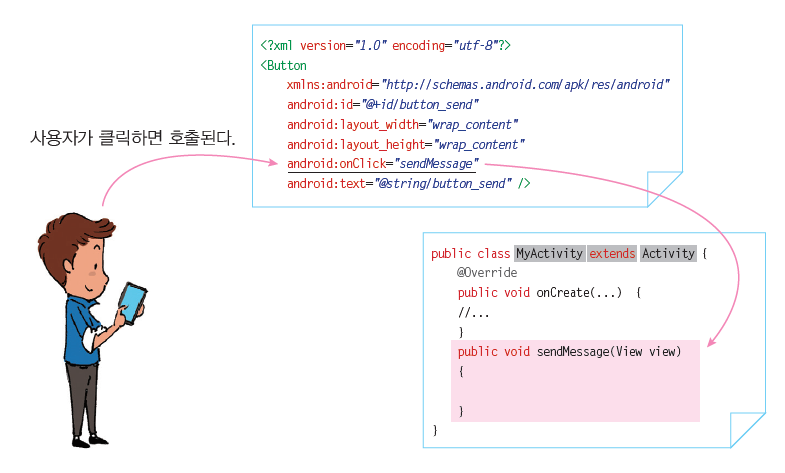 사용자가 클릭하면 호출된다.
<?xml version="1.0" encoding="utf-8"?>
<Button
xmlns:android="http://schemas.android.com/apk/res/android"
android:id="@+id/button_send"
android:layout_width="wrap_content"
android:layout_height="wrap_content"
android:onClick="sendMessage"
android:text="@string/button_send" />
public class MyActivity extends Activity {
@Override
public void onCreate(...) {
//...
}
public void sendMessage(View view)
{
}
}